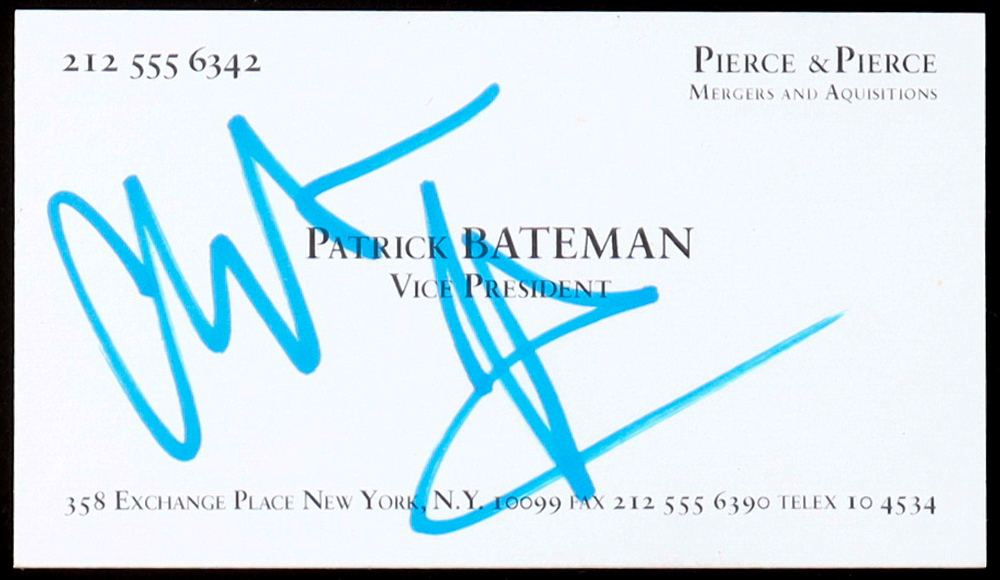 212 555 6342
PIERCE & PIERCE
MERGERS AND AQUISITIONS
PATRICK BATEMAN
VICE PRESIDENT
358 EXCHANGE PLACE NEW YORK, N.Y. 10099 FAX 212 555 6390 TELEX 10 4534